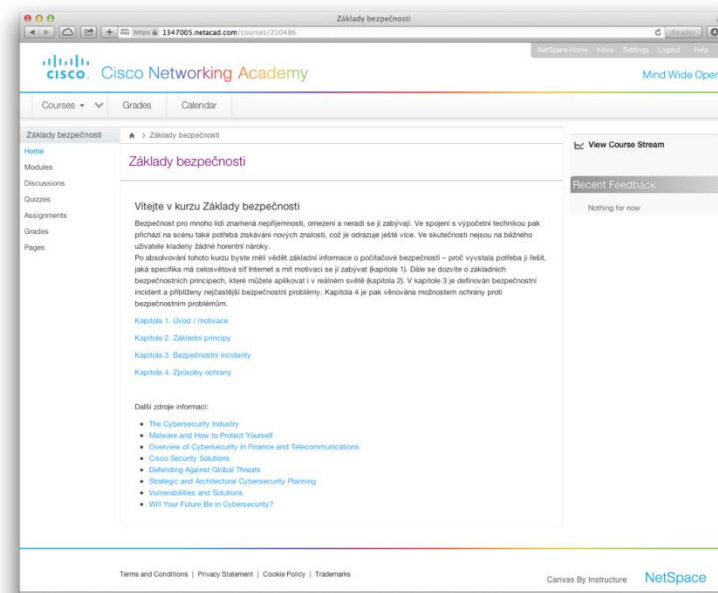 Základy bezpečnosti
https 1347005.netacad.com/courses/210486
Reader
NetSpace Home Inbox Settings Logout Help
cisco. Cisco Networking Academy
Mind Wide Open
Courses Grades Calendar
Základy bezpečnosti
Home
Modules
Discussions
Quizzes
Assignments
Grades
Pages
> Základy bezpečnosti
Základy bezpečnosti
Vítejte v kurzu Základy bezpečnosti
Bezpečnost pro mnoho lidí znamená nepříjemnosti, omezení a neradi se jí zabývají. Ve spojení s výpočetní technikou pak
přichází na scénu také potřeba získávání nových znalostí, což je odrazuje ještě více. Ve skutečnosti nejsou na běžného
uživatele kladeny žádné horentní nároky.
Po absolvování tohoto kurzu byste měli vědět základní informace o počítačové bezpečnosti – proč vyvstala potřeba ji řešit,
jaká specifika má celosvětová síť Internet a mít motivaci se jí zabývat (kapitola 1). Dále se dozvíte o základních
bezpečnostních principech, které můžete aplikovat i v reálném světě (kapitola 2). V kapitole 3 je definován bezpečnostní
incident a přiblíženy nejčastější bezpečnostní problémy. Kapitola 4 je pak věnována možnostem ochrany proti
bezpečnostním problémům.
Kapitola 1. Úvod / motivace
Kapitola 2. Základní principy
Kapitola 3. Bezpečnostní incidenty
Kapitola 4. Způsoby ochrany
Další zdroje informací:
The Cybersecurity Industry
Malware and How to Protect Yourself
Overview of Cybersecurity in Finance and Telecommunications
Cisco Security Solutions
Defending Against Global Threats
Strategic and Architectural Cybersecurity Planning
Vulnerabilities and Solutions
Will Your Future Be in Cybersecurity?
View Course Stream
Recent Feedback
Nothing for now
Terms and Conditions | Privacy Statement | Cookie Policy | Trademarks
Canvas By Instructure NetSpace